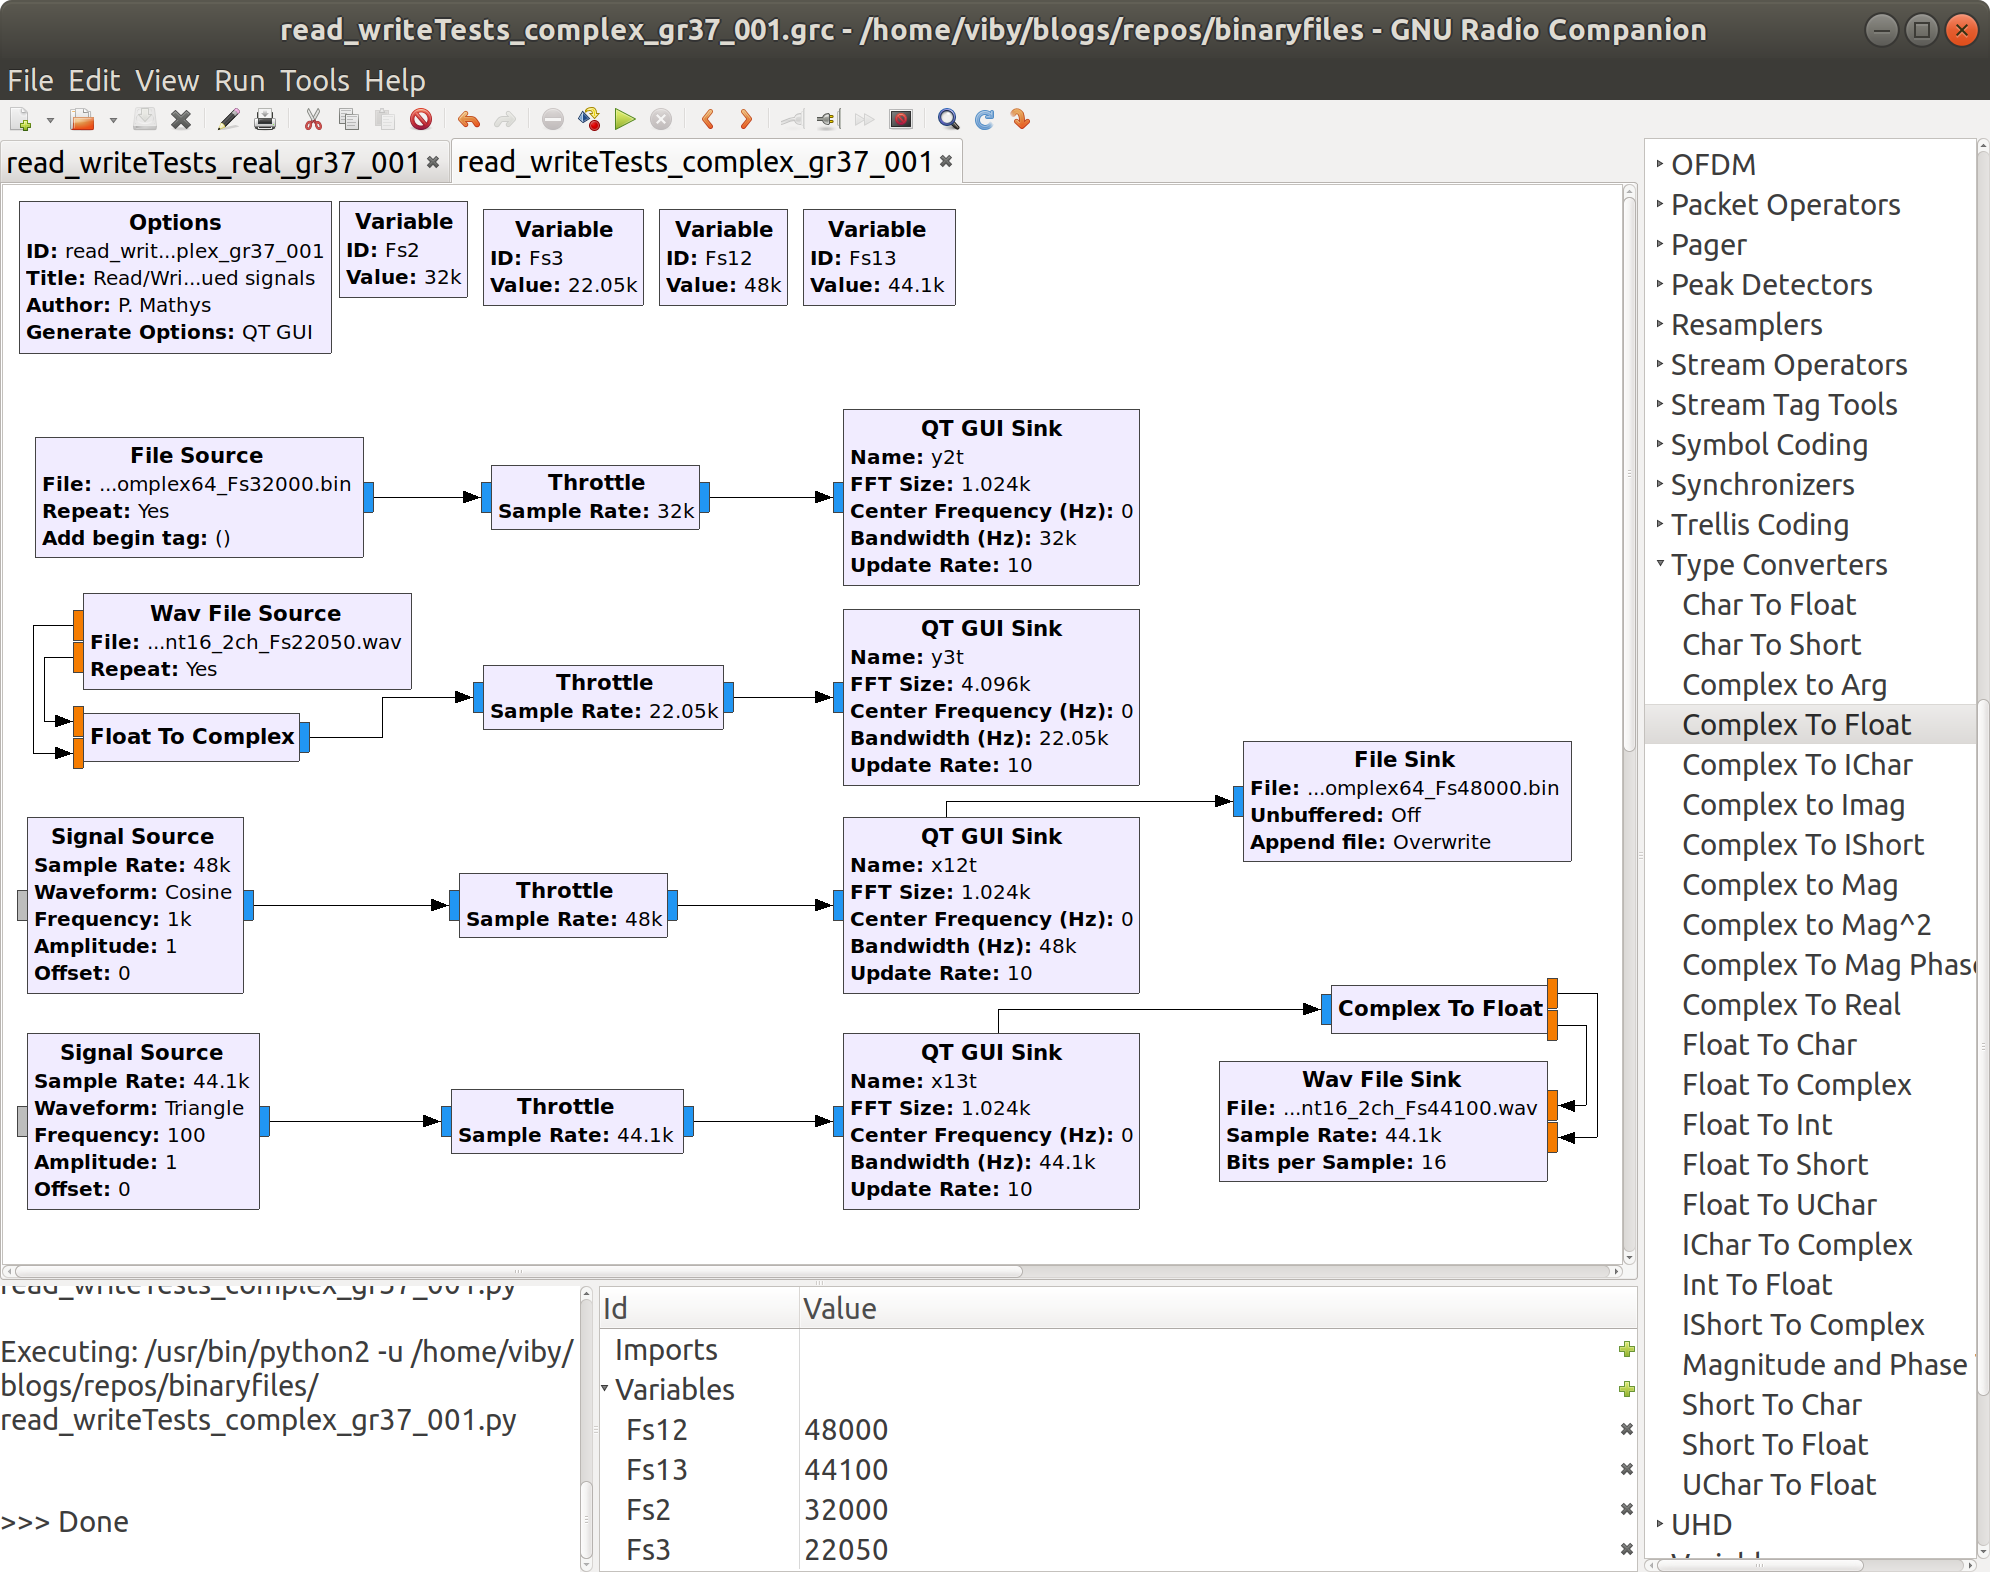 read_writeTests_complex_gr37_001.grc - /home/viby/blogs/repos/binaryfiles - GNU Radio Companion
File Edit View Run Tools Help
read_writeTests_real_gr37_001
read_writeTests_complex_gr37_001
Options
ID: read_writ...plex_gr37_001
Title: Read/Wri...ued signals
Author: P. Mathys
Generate Options: QT GUI
Variable
ID: Fs2
Value: 32k
Variable
ID: Fs3
Value: 22.05k
Variable
ID: Fs12
Value: 48k
Variable
ID: Fs13
Value: 44.1k
File Source
File: ...omplex64_Fs32000.bin
Repeat: Yes
Add begin tag: ()
Throttle
Sample Rate: 32k
QT GUI Sink
Name: y2t
FFT Size: 1.024k
Center Frequency (Hz): 0
Bandwidth (Hz): 32k
Update Rate: 10
Wav File Source
File: ...nt16_2ch_Fs22050.wav
Repeat: Yes
Float To Complex
Throttle
Sample Rate: 22.05k
QT GUI Sink
Name: y3t
FFT Size: 4.096k
Center Frequency (Hz): 0
Bandwidth (Hz): 22.05k
Update Rate: 10
File Sink
File: ...omplex64_Fs48000.bin
Unbuffered: Off
Append file: Overwrite
Signal Source
Sample Rate: 48k
Waveform: Cosine
Frequency: 1k
Amplitude: 1
Offset: 0
Throttle
Sample Rate: 48k
QT GUI Sink
Name: x12t
FFT Size: 1.024k
Center Frequency (Hz): 0
Bandwidth (Hz): 48k
Update Rate: 10
Complex To Float
Signal Source
Sample Rate: 44.1k
Waveform: Triangle
Frequency: 100
Amplitude: 1
Offset: 0
Throttle
Sample Rate: 44.1k
QT GUI Sink
Name: x13t
FFT Size: 1.024k
Center Frequency (Hz): 0
Bandwidth (Hz): 44.1k
Update Rate: 10
Wav File Sink
File: ...nt16_2ch_Fs44100.wav
Sample Rate: 44.1k
Bits per Sample: 16
OFDM
Packet Operators
Pager
Peak Detectors
Resamplers
Stream Operators
Stream Tag Tools
Symbol Coding
Synchronizers
Trellis Coding
Type Converters
Char To Float
Char To Short
Complex to Arg
Complex To Float
Complex To IChar
Complex to Imag
Complex To IShort
Complex to Mag
Complex to Mag^2
Complex To Mag Phase
Complex To Real
Float To Char
Float To Complex
Float To Int
Float To Short
Float To UChar
IChar To Complex
Int To Float
IShort To Complex
Magnitude and Phase
Short To Char
Short To Float
UChar To Float
UHD
read_writeTests_complex_gr37_001.py
Executing: /usr/bin/python2 -u /home/viby/
blogs/repos/binaryfiles/
read_writeTests_complex_gr37_001.py
>>> Done
Id Value
Imports
Variables
Fs12 48000
Fs13 44100
Fs2 32000
Fs3 22050